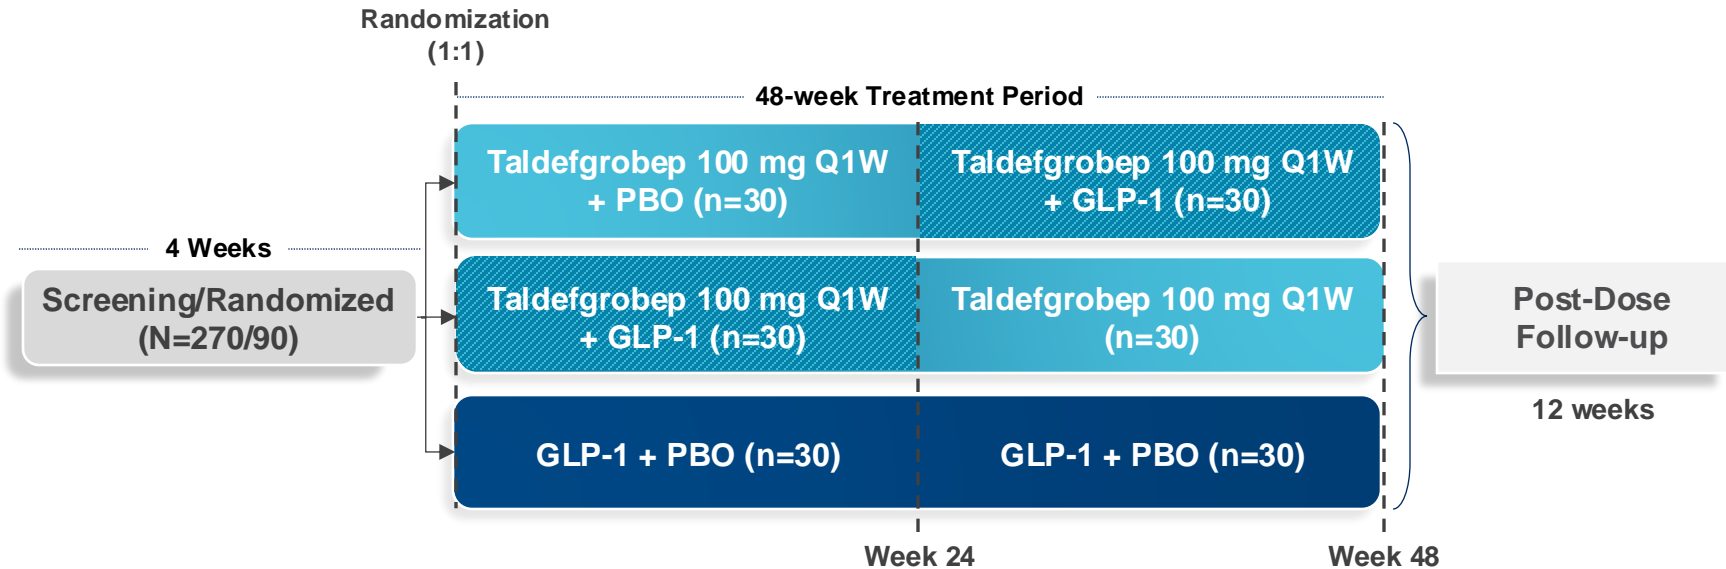 Randomization
(1:1)
48-week Treatment Period
4 Weeks
Screening/Randomized
(N=270/90)
Taldefgrobep 100 mg Q1W
+ PBO (n=30)
Taldefgrobep 100 mg Q1W
+ GLP-1 (n=30)
Taldefgrobep 100 mg Q1W
+ GLP-1 (n=30)
Taldefgrobep 100 mg Q1W
(n=30)
GLP-1 + PBO (n=30)
GLP-1 + PBO (n=30)
Post-Dose
Follow-up
12 weeks
Week 24
Week 48